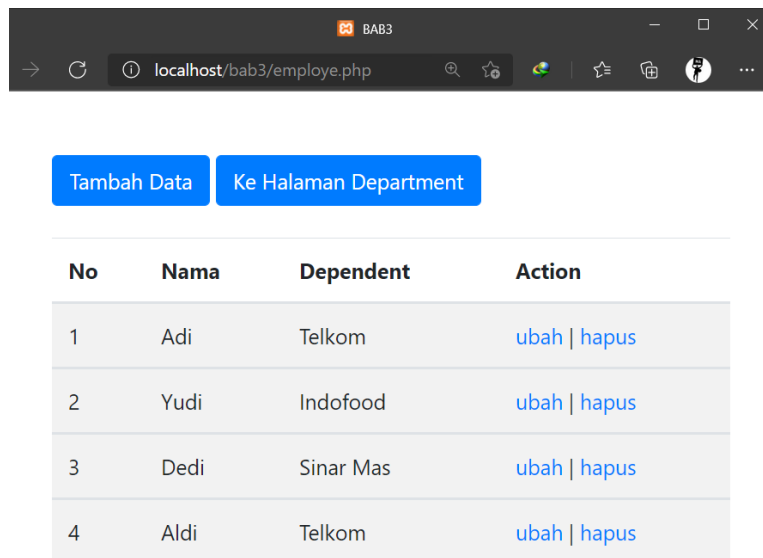 BAB3
localhost/bab3/employe.php
Tambah Data Ke Halaman Department
No Nama Dependent Action
1 Adi Telkom ubah | hapus
2 Yudi Indofood ubah | hapus
3 Dedi Sinar Mas ubah | hapus
4 Aldi Telkom ubah | hapus